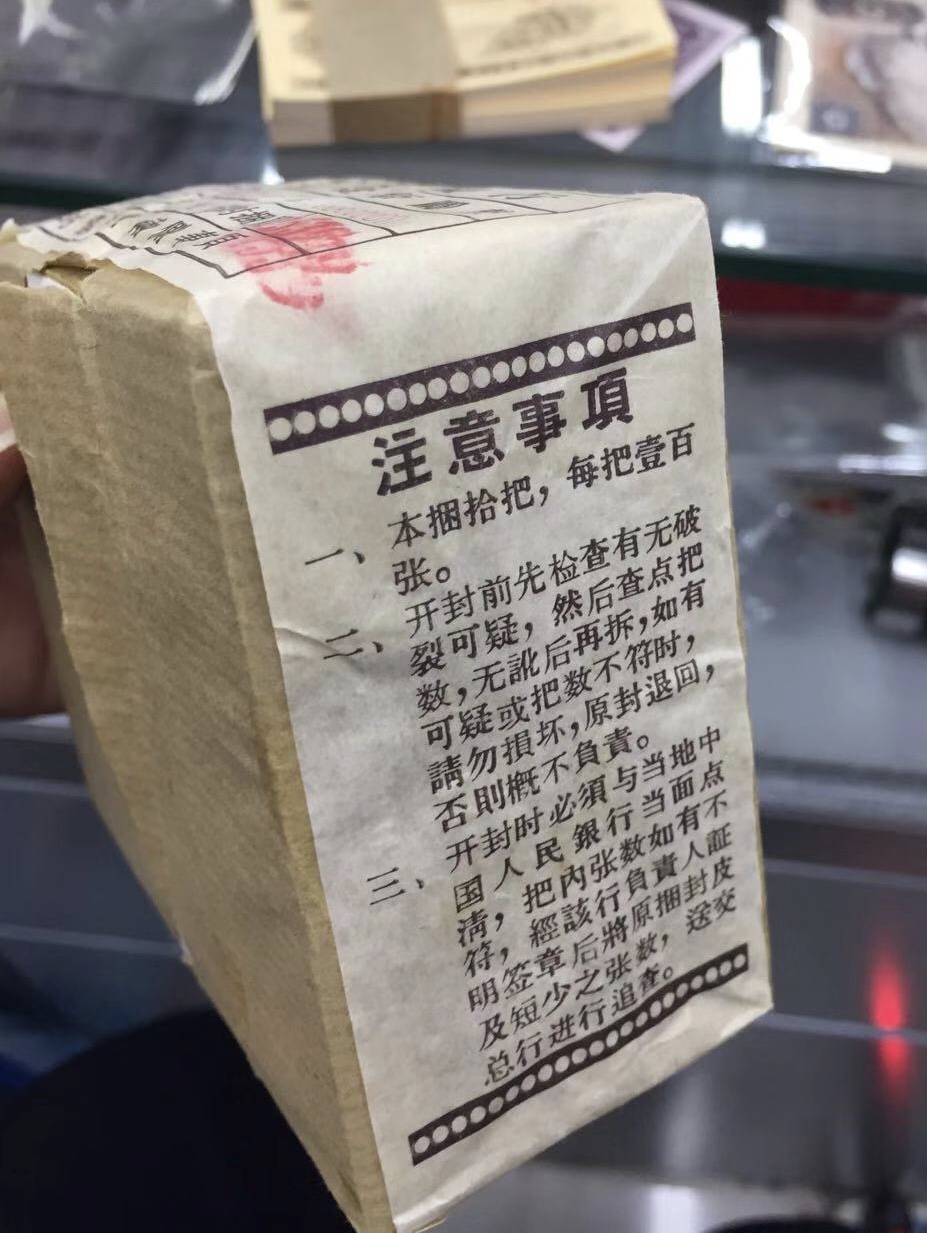 注意事項
一、本捆拾把，每把壹百
张。
二、开封前先检查有无破
裂可疑，然后查点把
数，无訛后再拆，如有
可疑或把数不符时，
請勿損坏，原封退回，
否則概不負責。
三、开封时必須与当地中
国人民銀行当面点
淸，把内张数如有不
符，經該行負責人証
明签章后將原捆封皮
及短少之张数，送交
总行进行追查。